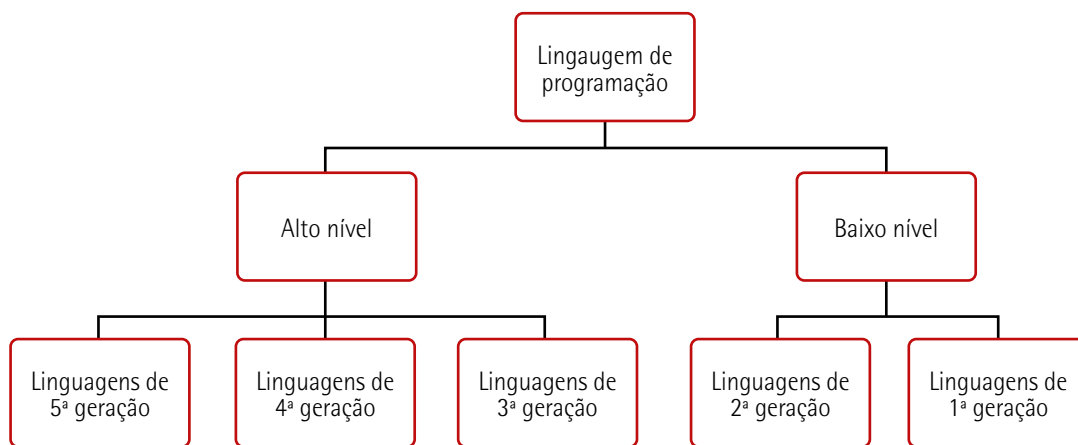 Lingaugem de
programação
Alto nível
Baixo nível
Linguagens de
5ª geração
Linguagens de
4ª geração
Linguagens de
3ª geração
Linguagens de
2ª geração
Linguagens de
1ª geração